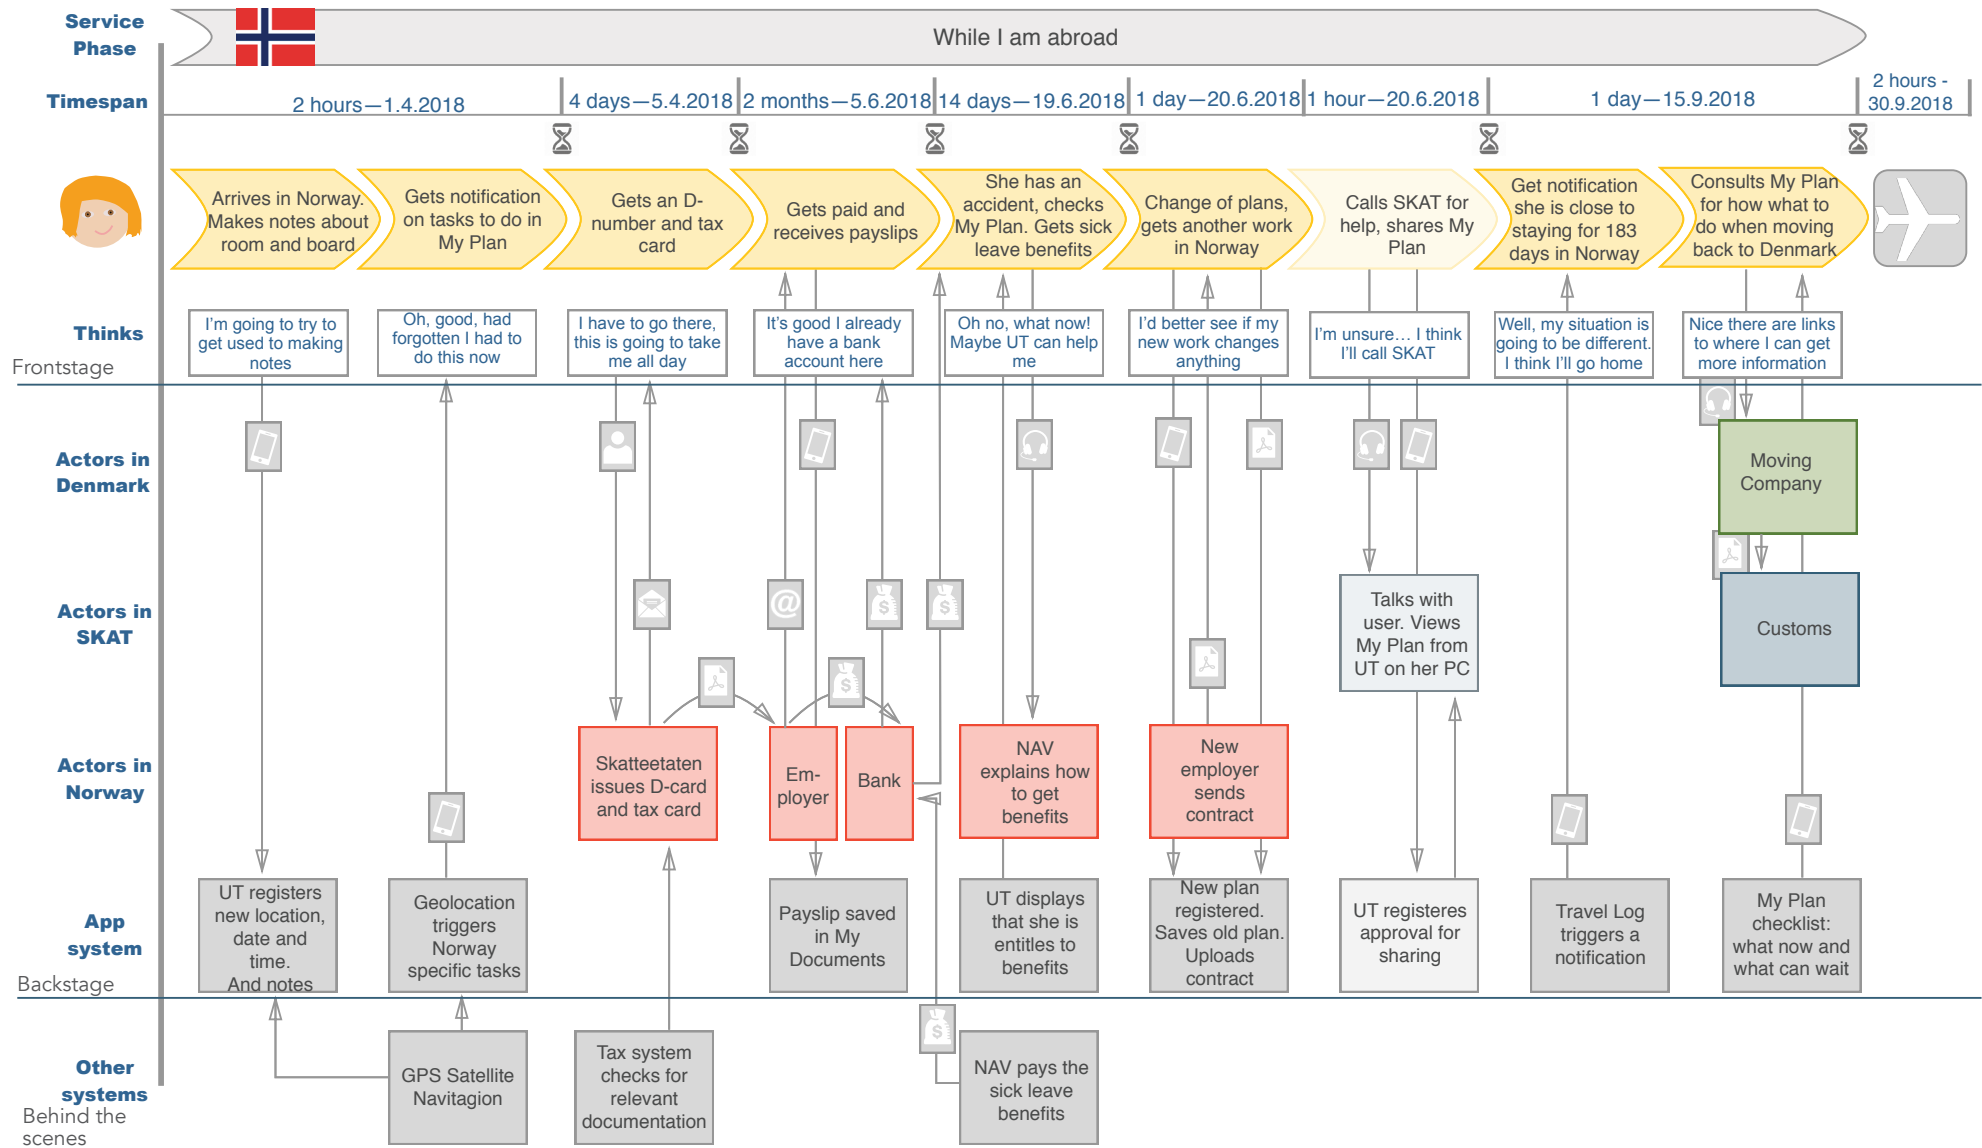 Service
Phase
While I am abroad
Timespan
2 hours—1.4.2018
4 days—5.4.2018
2 months—5.6.2018
14 days—19.6.2018
1 day—20.6.2018
1 hour—20.6.2018
1 day—15.9.2018
2 hours -
30.9.2018
Arrives in Norway.
Makes notes about
room and board
Gets notification
on tasks to do in
My Plan
Gets an D-
number and tax
card
Gets paid and
receives payslips
She has an
accident, checks
My Plan. Gets sick
leave benefits
Change of plans,
gets another work
in Norway
Calls SKAT for
help, shares My
Plan
Get notification
she is close to
staying for 183
days in Norway
Consults My Plan
for how what to
do when moving
back to Denmark
Thinks
I'm going to try to
get used to making
notes
Oh, good, had
forgotten I had to
do this now
I have to go there,
this is going to take
me all day
It's good I already
have a bank
account here
Oh no, what now!
Maybe UT can help
me
I'd better see if my
new work changes
anything
I'm unsure… I think
I'll call SKAT
Well, my situation is
going to be different.
I think I'll go home
Nice there are links
to where I can get
more information
Frontstage
Actors in
Denmark
Moving
Company
Actors in
SKAT
@
$
$
$
Talks with
user. Views
My Plan from
UT on her PC
Customs
Actors in
Norway
Skatteetaten
issues D-card
and tax card
Em-
ployer
Bank
NAV
explains how
to get
benefits
New
employer
sends
contract
App
system
UT registers
new location,
date and
time.
And notes
Geolocation
triggers
Norway
specific tasks
Payslip saved
in My
Documents
UT displays
that she is
entitles to
benefits
New plan
registered.
Saves old plan.
Uploads
contract
UT registeres
approval for
sharing
Travel Log
triggers a
notification
My Plan
checklist:
what now and
what can wait
Backstage
$
Other
systems
GPS Satellite
Navitagion
Tax system
checks for
relevant
documentation
NAV pays the
sick leave
benefits
Behind the
scenes